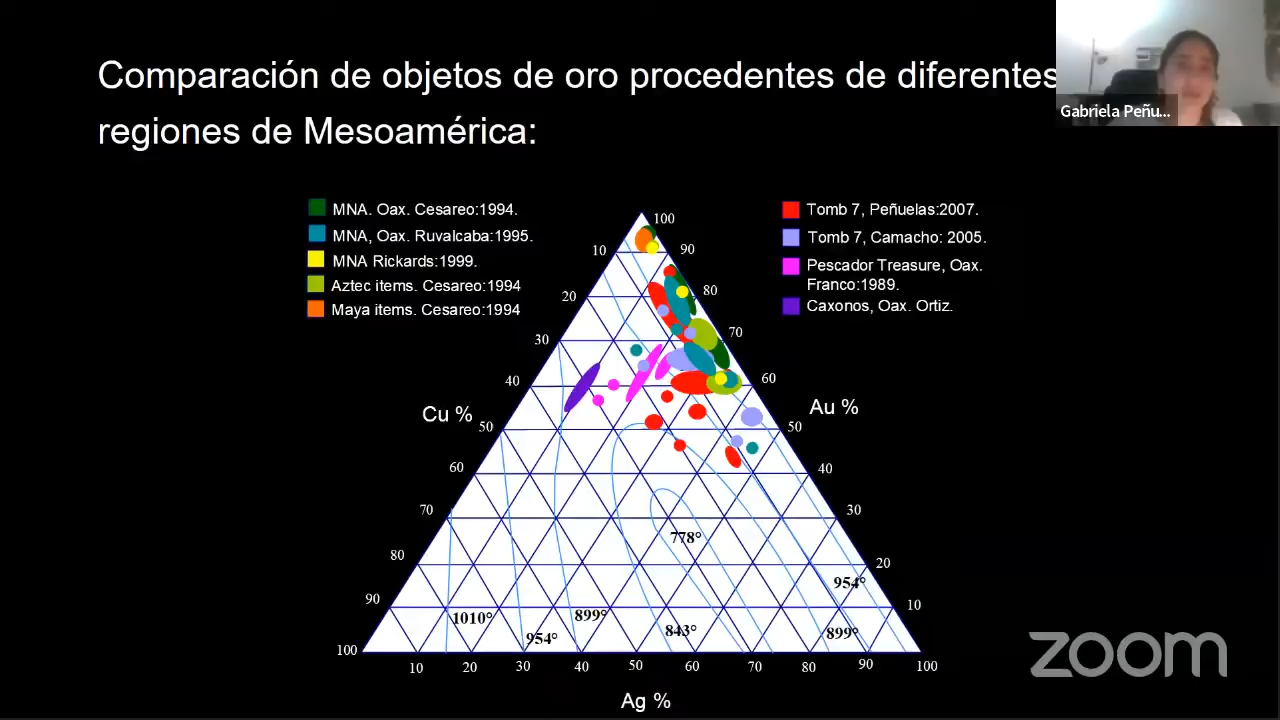 Comparación de objetos de oro procedentes de diferentes
regiones de Mesoamérica:
Gabriela Peñu...
MNA. Oax. Cesareo:1994.
MNA, Oax. Ruvalcaba:1995.
MNA Rickards:1999.
Aztec items. Cesareo:1994
Maya items. Cesareo:1994
Tomb 7, Peñuelas:2007.
Tomb 7, Camacho: 2005.
Pescador Treasure, Oax.
Franco:1989.
Caxonos, Oax. Ortiz.
100
10 90
20 80
30 70
40 60
Cu % Au %
50 50
60 40
70 30
778°
80 20
954°
90 10
1010° 899°
954° 843° 899°
100
10 20 30 40 50 60 70 80 90 100
Ag %
zoom